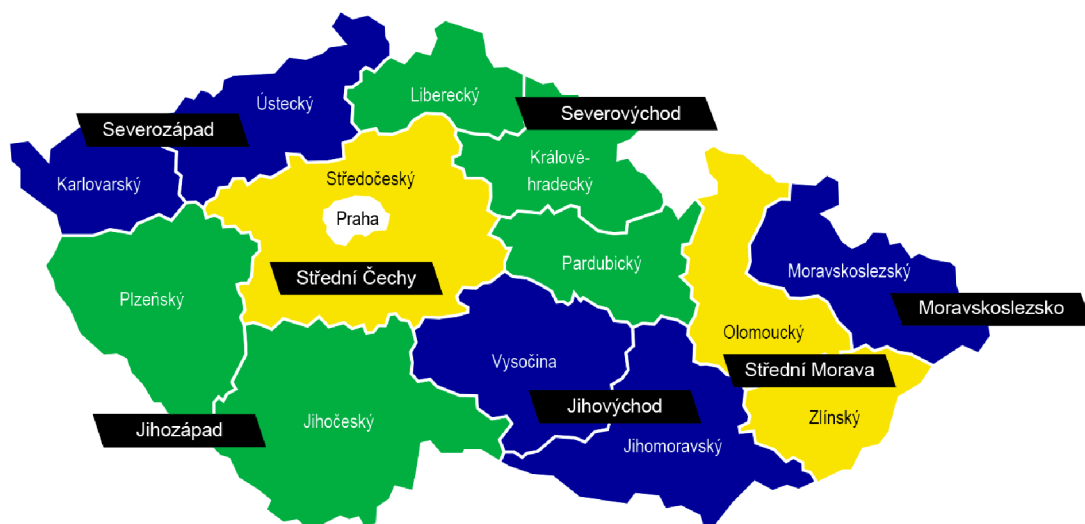 Ústecký
Liberecký
Severovýchod
Severozápad
Králové-
hradecký
Karlovarský
Středočeský
Praha
Pardubický
Moravskoslezský
Střední Čechy
Plzeňský
Moravskoslezsko
Olomoucký
Vysočina
Střední Morava
Jihovýchod
Zlínský
Jihočeský
Jihozápad
Jihomoravský